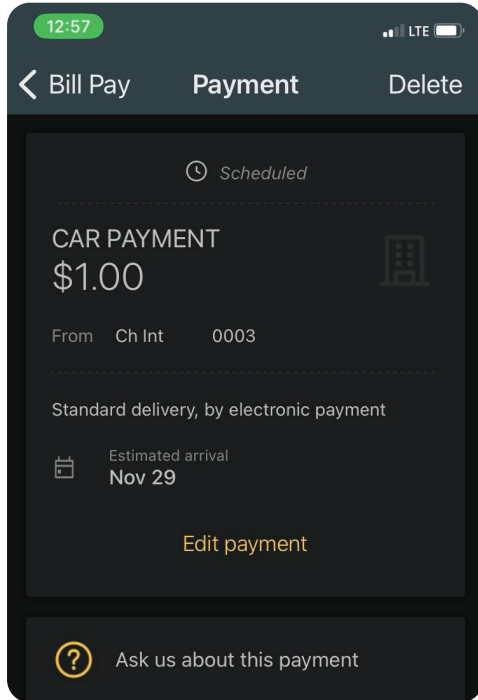 12:57
LTE
Bill Pay Payment Delete
Scheduled
CAR PAYMENT
$1.00
From Ch Int 0003
Standard delivery, by electronic payment
Estimated arrival
Nov 29
Edit payment
? Ask us about this payment